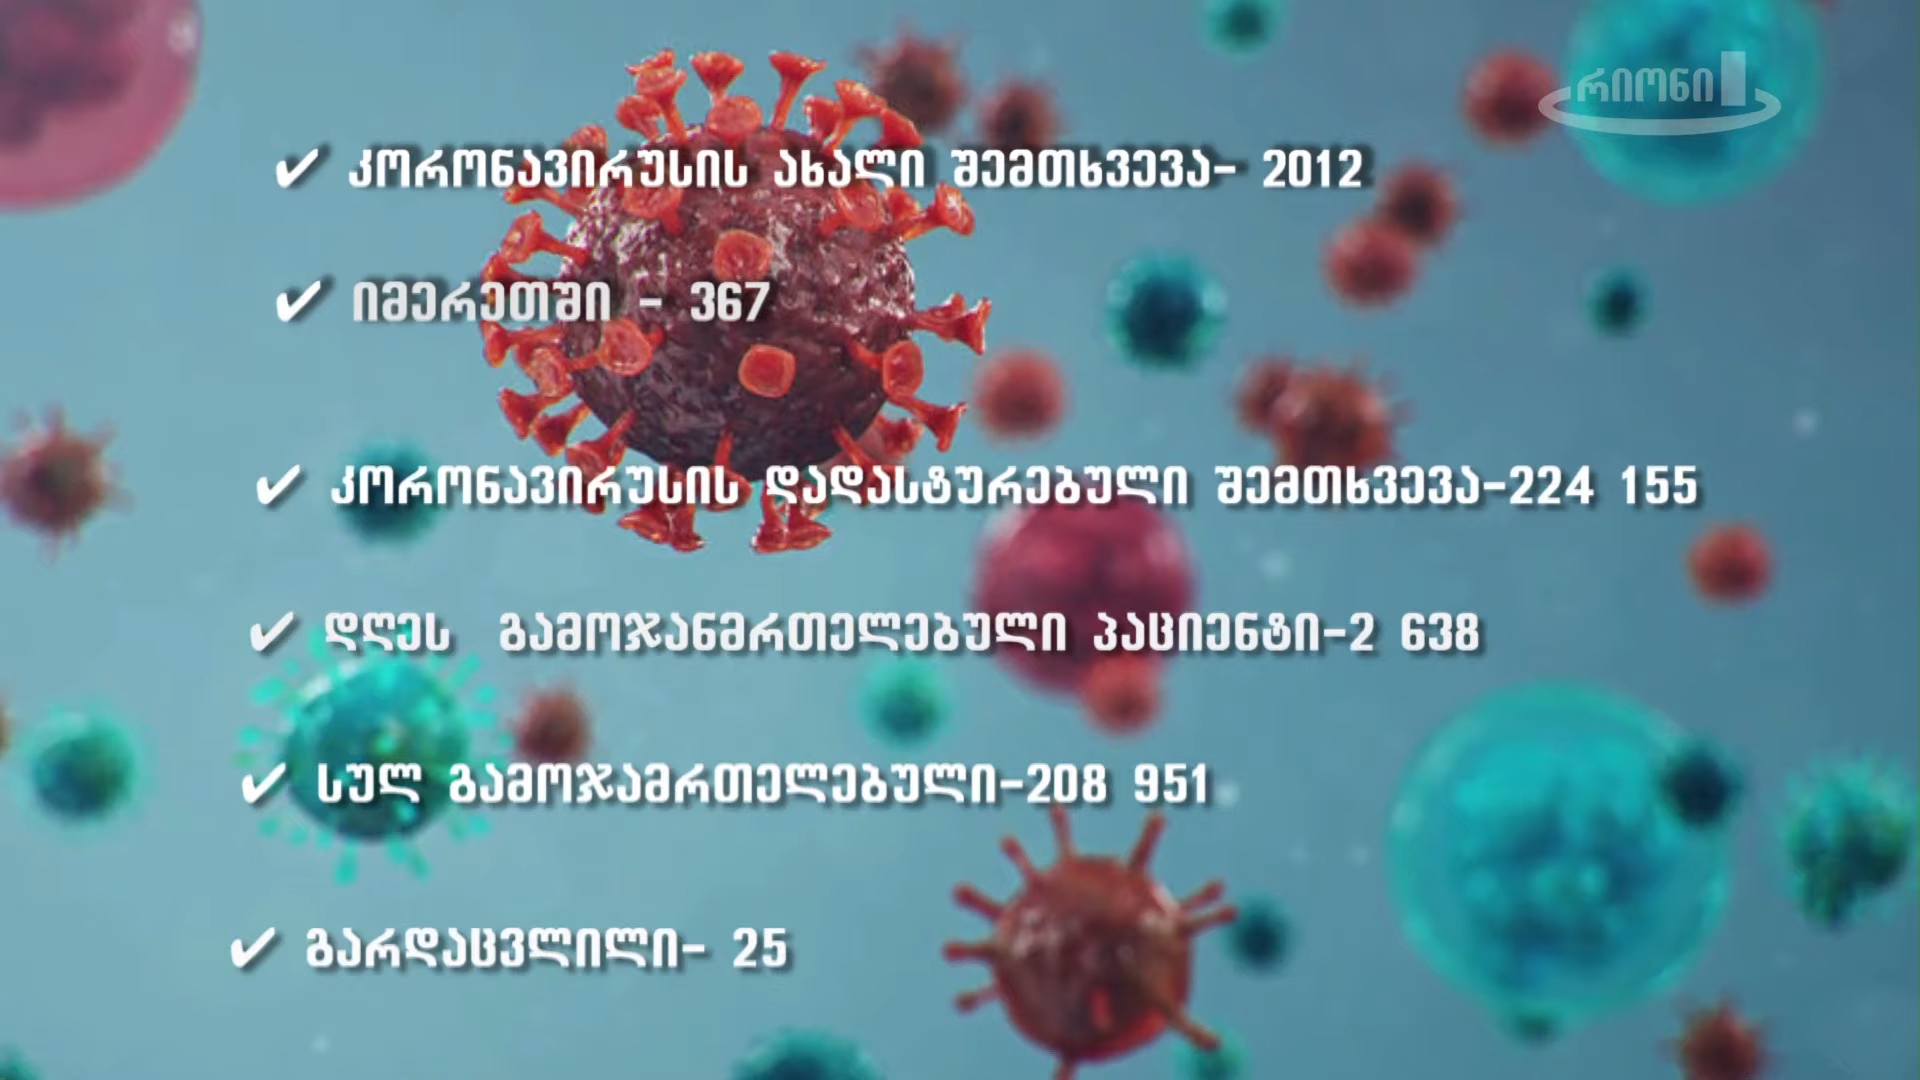 რიონი
✔ კორონავირუსის ახალი შემთხვევა- 2012
✔ იმერეთში - 367
✔ კორონავირუსის დადასტურებული შემთხვევა-224 155
✔ დღეს გამოჯანმრთელებული პაციენტი-2 638
✔ სულ გამოჯამრთელებული-208 951
✔ გარდაცვლილი- 25